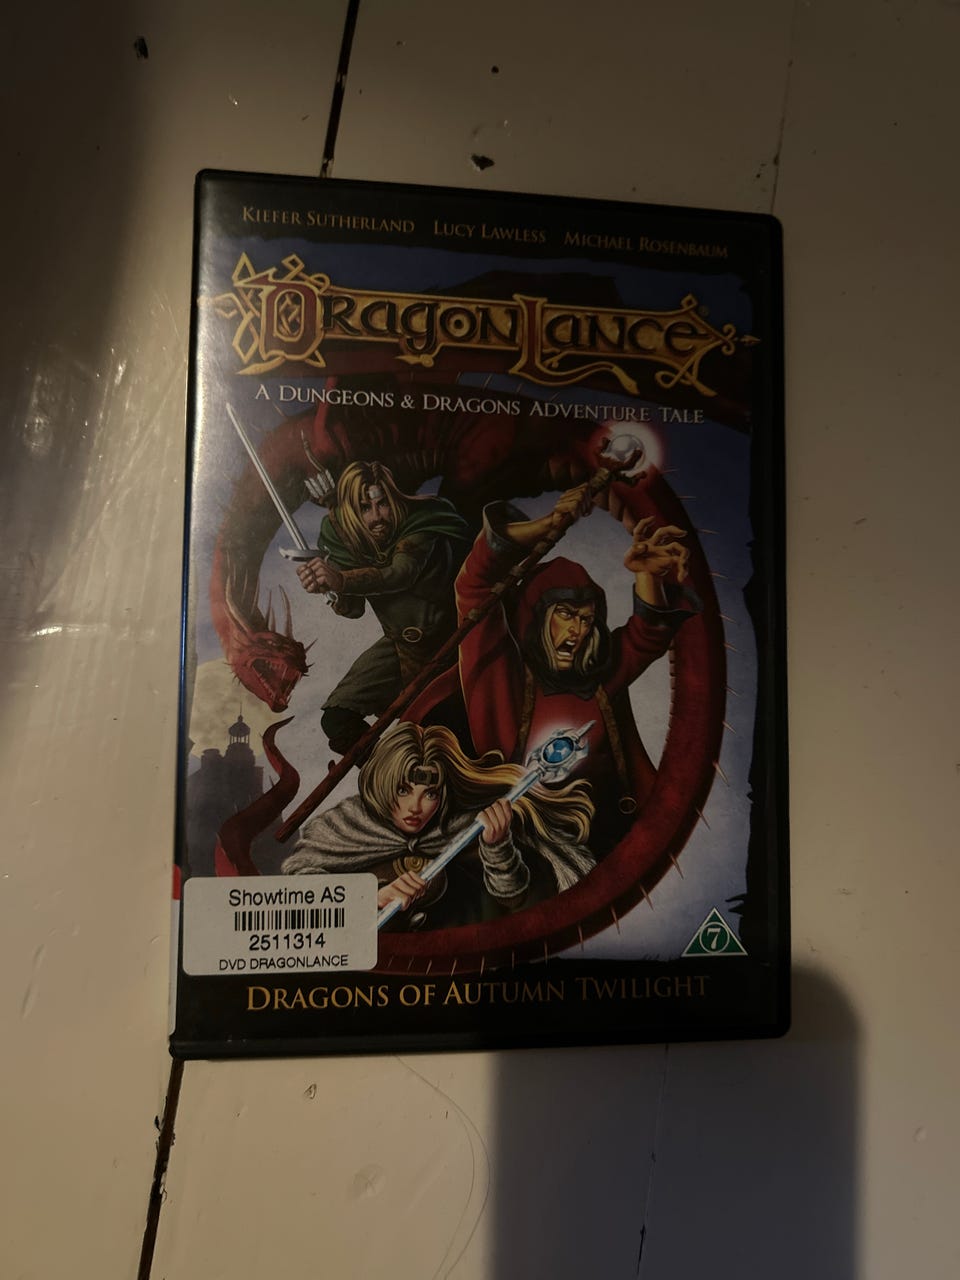 KIEFER SUTHERLAND LUCY LAWLESS MICHAEL ROSENBAUM
DRAGONLANCE®
A DUNGEONS & DRAGONS ADVENTURE TALE
Showtime AS
2511314
DVD DRAGONLANCE
7
DRAGONS OF AUTUMN TWILIGHT